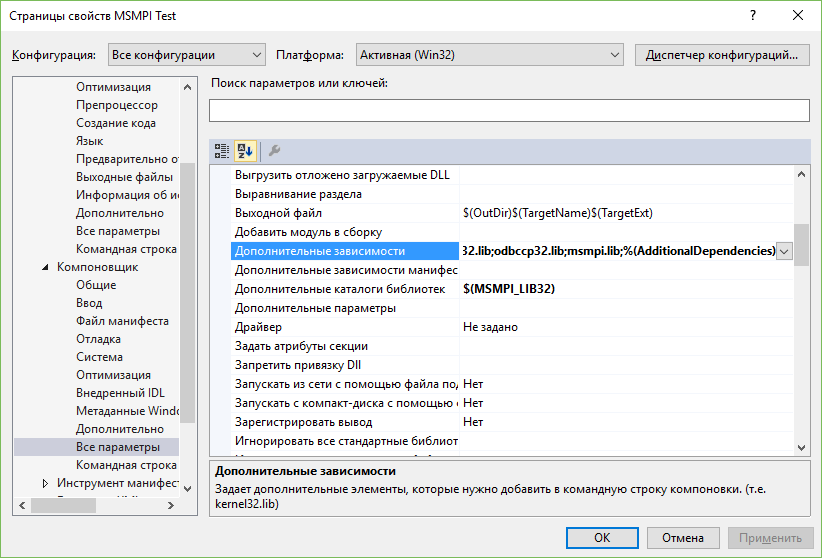 Страницы свойств MSMPI Test
Конфигурация: Все конфигурации Платформа: Активная (Win32) Диспетчер конфигураций...
Оптимизация
Препроцессор
Создание кода
Язык
Предварительно от
Выходные файлы
Информация об ис
Дополнительно
Все параметры
Командная строка
Компоновщик
Общие
Ввод
Файл манифеста
Отладка
Система
Оптимизация
Внедренный IDL
Метаданные Windo
Дополнительно
Все параметры
Командная строка
Инструмент манифест
Поиск параметров или ключей:
Выгрузить отложено загружаемые DLL
Выравнивание раздела
Выходной файл $(OutDir)$(TargetName)$(TargetExt)
Добавить модуль в сборку
Дополнительные зависимости 32.lib;odbccp32.lib;msmpi.lib;%(AdditionalDependencies)
Дополнительные зависимости манифес
Дополнительные каталоги библиотек $(MSMPI_LIB32)
Дополнительные параметры
Драйвер Не задано
Задать атрибуты секции
Запретить привязку Dll
Запускать из сети с помощью файла под Нет
Запускать с компакт-диска с помощью ф Нет
Зарегистрировать вывод Нет
Игнорировать все стандартные библиот
Дополнительные зависимости
Задает дополнительные элементы, которые нужно добавить в командную строку компоновки. (т.е.
kernel32.lib)
ОК Отмена Применить